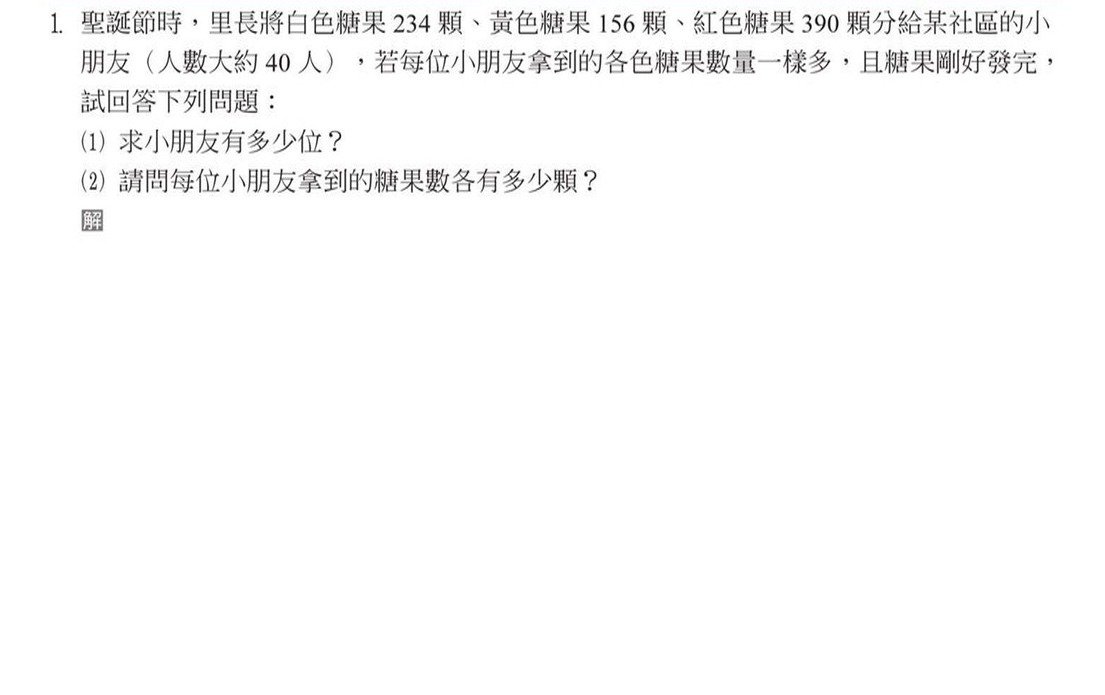 1. 聖誕節時，里長將白色糖果 234 顆、黃色糖果 156 顆、紅色糖果 390 顆分給某社區的小
朋友（人數大約 40 人），若每位小朋友拿到的各色糖果數量一樣多，且糖果剛好發完，
試回答下列問題：
(1) 求小朋友有多少位？
(2) 請問每位小朋友拿到的糖果數各有多少顆？
解